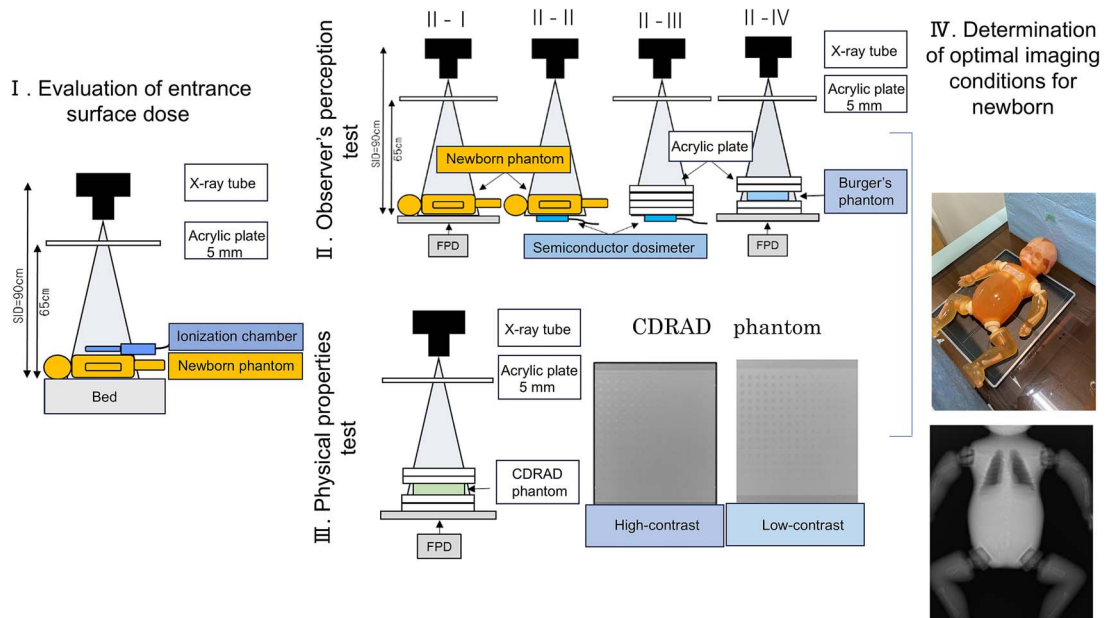 Ⅰ. Evaluation of entrance
surface dose
SID=90cm
65cm
X-ray tube
Acrylic plate
5 mm
Ionization chamber
Newborn phantom
Bed
Ⅱ. Observer's perception
test
II-I
II-II
II-III
II-IV
SID=90cm
65cm
X-ray tube
Acrylic plate
5 mm
Newborn phantom
Acrylic plate
Burger's
phantom
FPD
Semiconductor dosimeter
FPD
Ⅲ. Physical properties
test
X-ray tube
Acrylic plate
5 mm
CDRAD
phantom
FPD
CDRAD phantom
High-contrast
Low-contrast
Ⅳ. Determination
of optimal imaging
conditions for
newborn